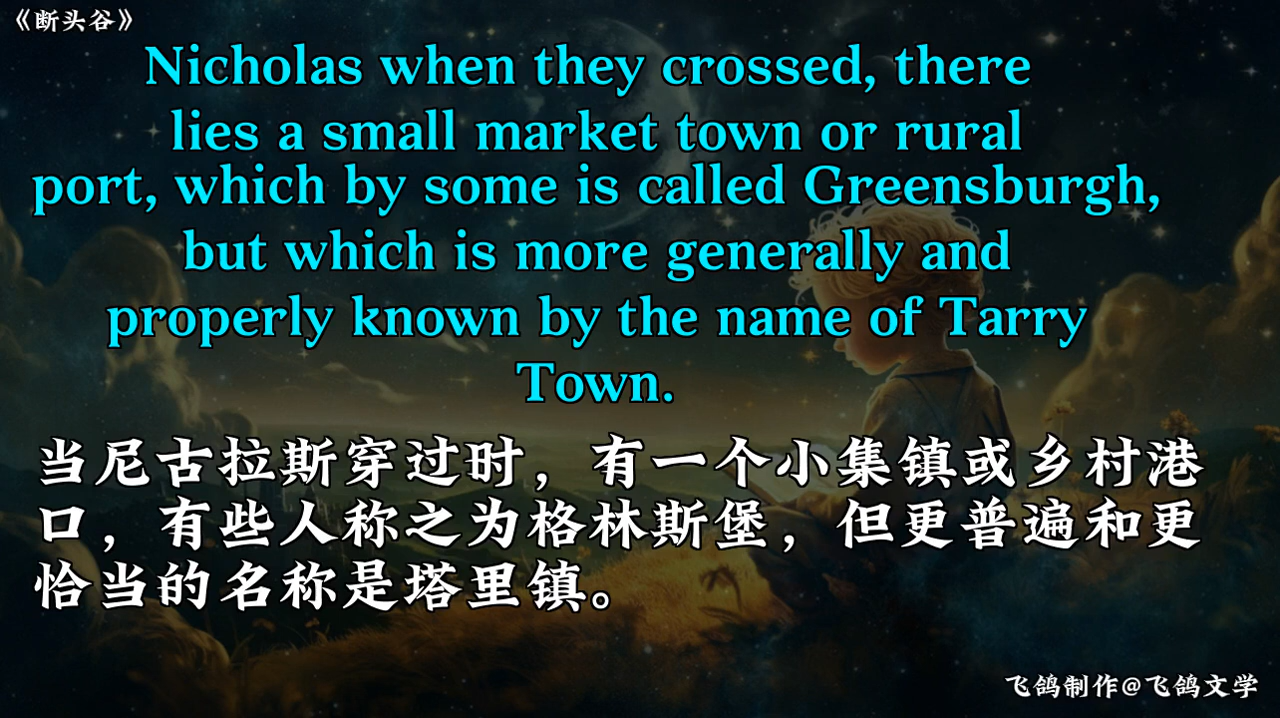 《断头谷》
Nicholas when they crossed, there
lies a small market town or rural
port, which by some is called Greensburgh,
but which is more generally and
properly known by the name of Tarry
Town.
当尼古拉斯穿过时，有一个小集镇或乡村港
口，有些人称之为格林斯堡，但更普遍和更
恰当的名称是塔里镇。
飞鸽制作@飞鸽文学